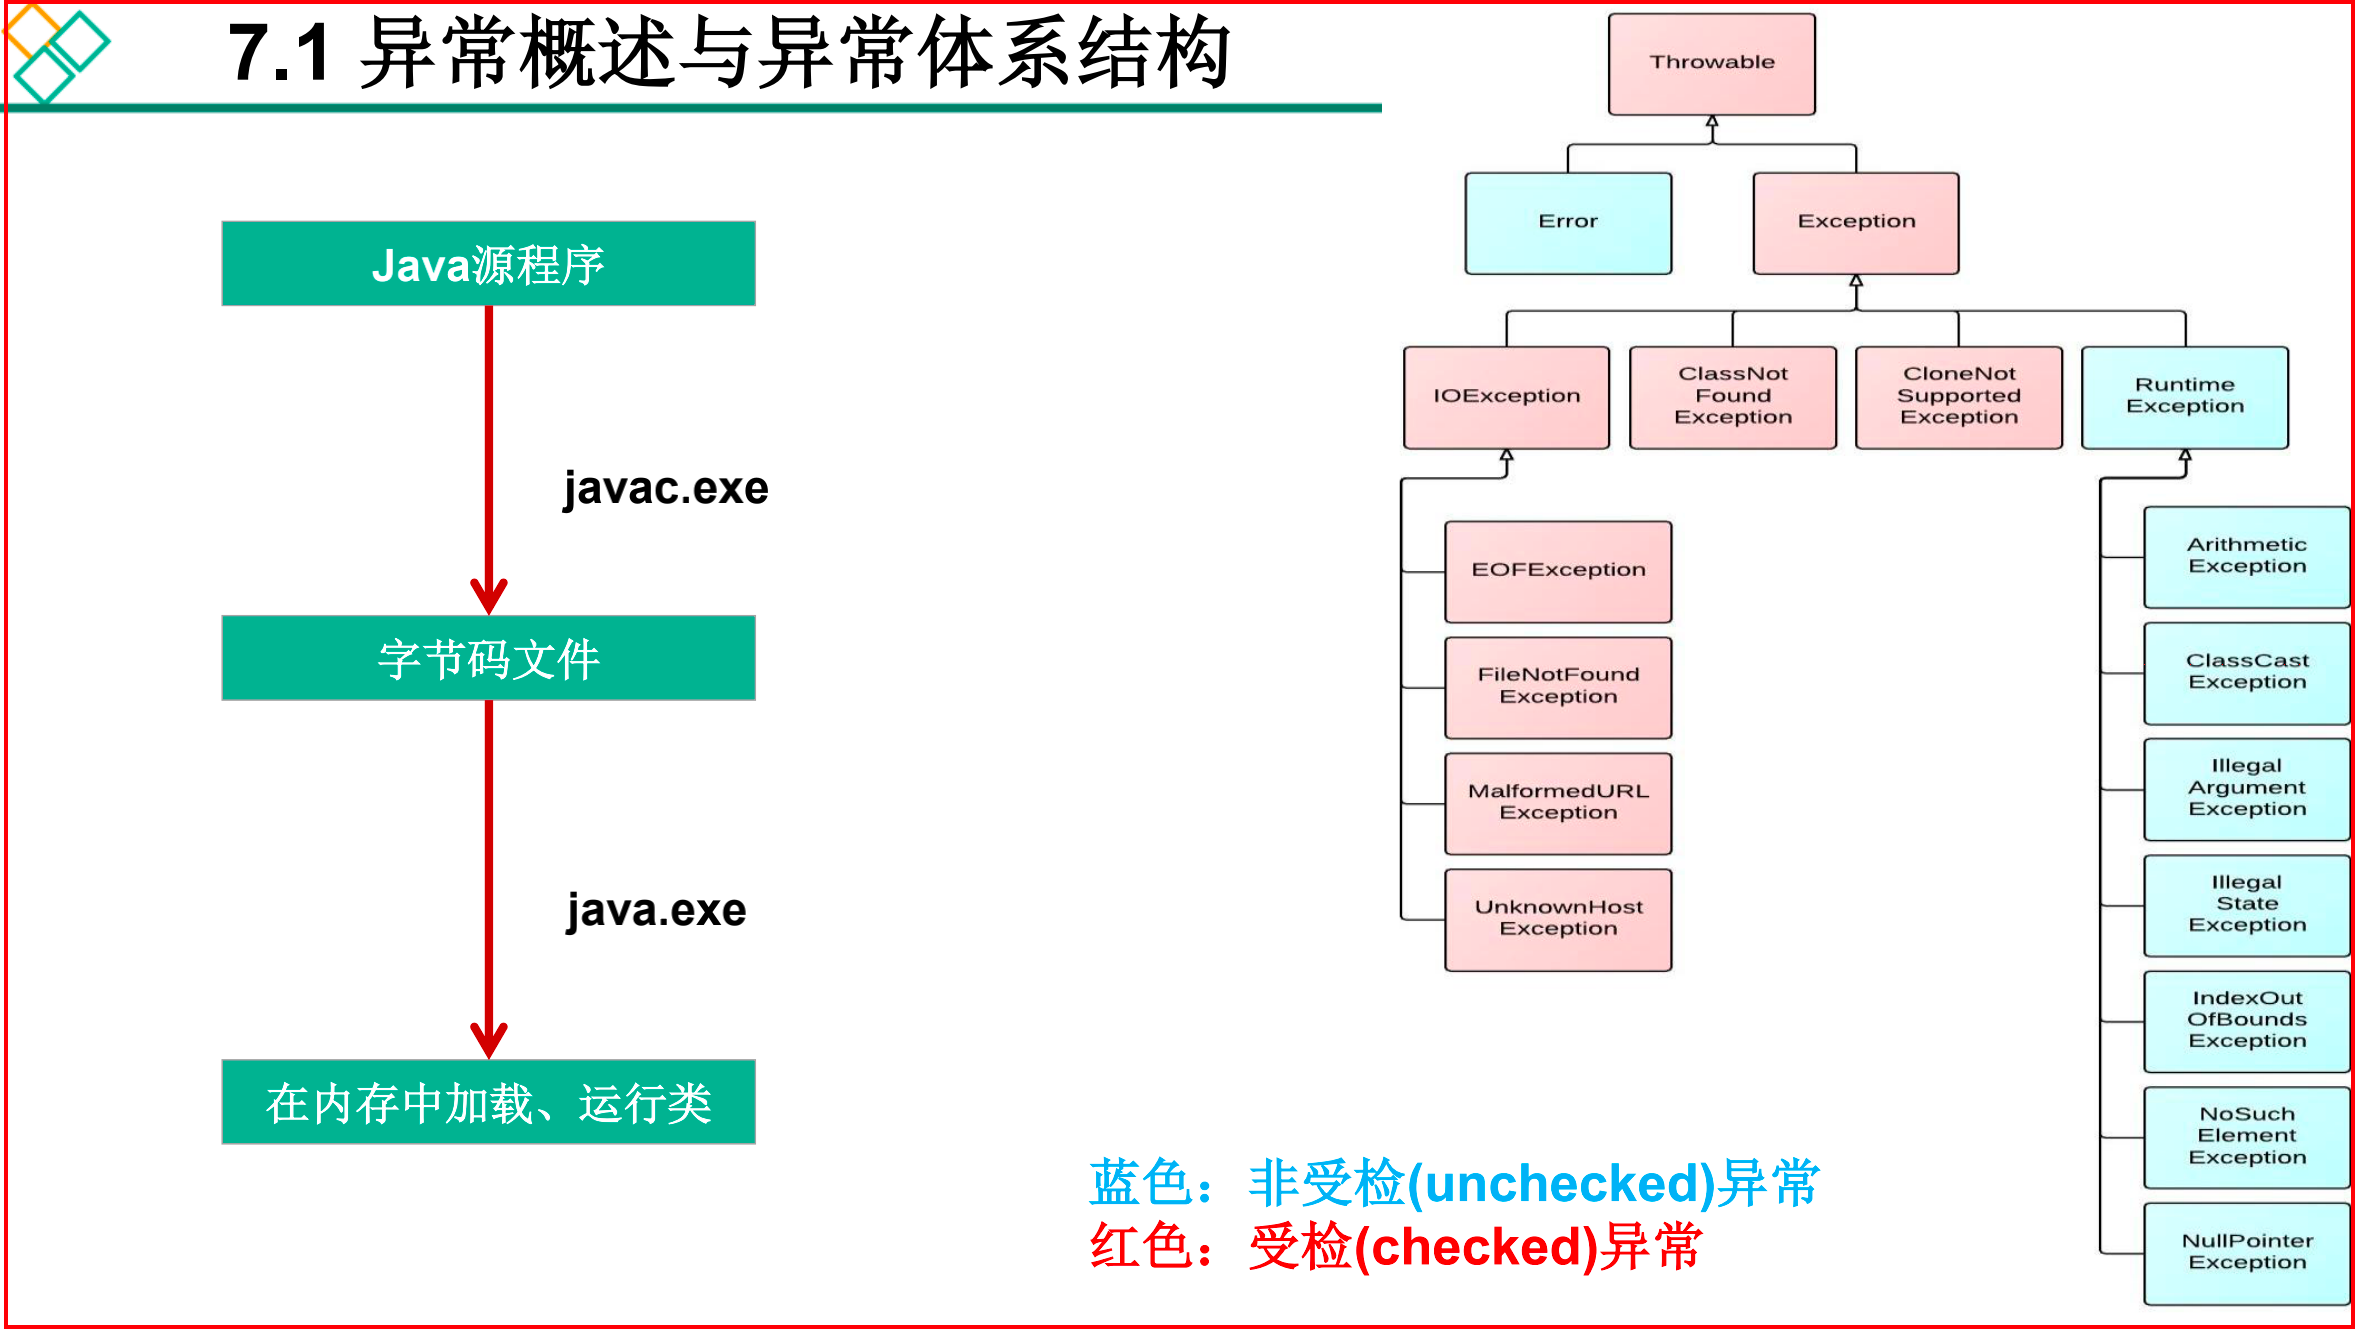 7.1 异常概述与异常体系结构
Java源程序
javac.exe
字节码文件
java.exe
在内存中加载、运行类
Throwable
Error
Exception
IOException
ClassNot
Found
Exception
CloneNot
Supported
Exception
Runtime
Exception
EOFException
FileNotFound
Exception
MalformedURL
Exception
UnknownHost
Exception
Arithmetic
Exception
ClassCast
Exception
Illegal
Argument
Exception
Illegal
State
Exception
IndexOut
OfBounds
Exception
NoSuch
Element
Exception
NullPointer
Exception
蓝色：非受检(unchecked)异常
红色：受检(checked)异常